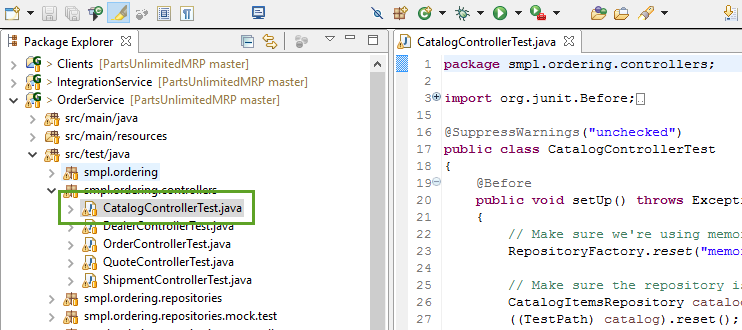 Package Explorer
> Clients [PartsUnlimitedMRP master]
> IntegrationService [PartsUnlimitedMRP master]
> OrderService [PartsUnlimitedMRP master]
src/main/java
src/main/resources
src/test/java
smpl.ordering
smpl.ordering.controllers
CatalogControllerTest.java
DealerControllerTest.java
OrderControllerTest.java
QuoteControllerTest.java
ShipmentControllerTest.java
smpl.ordering.repositories
smpl.ordering.repositories.mock.test
CatalogControllerTest.java
1 package smpl.ordering.controllers;
2
3 import org.junit.Before;
15
16 @SuppressWarnings("unchecked")
17 public class CatalogControllerTest
18 {
19 @Before
20 public void setUp() throws Except
21 {
22 // Make sure we're using memo
23 RepositoryFactory.reset("memo
24
25 // Make sure the repository i
26 CatalogItemsRepository catalo
27 ((TestPath) catalog).reset();